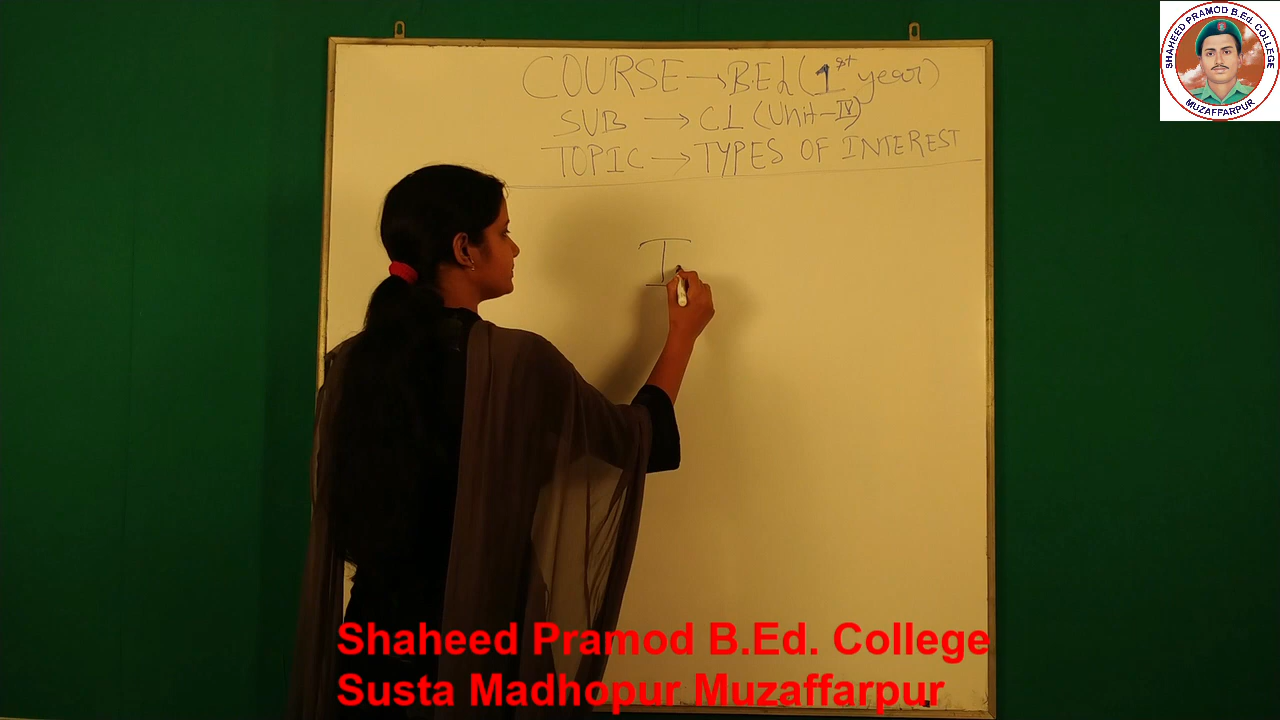 COURSE → B.Ed (1st year)
SUB → C1 (Unit-IV)
TOPIC → TYPES OF INTEREST
I
SHAHEED PRAMOD B.Ed. COLLEGE
MUZAFFARPUR
Shaheed Pramod B.Ed. College
Susta Madhopur Muzaffarpur